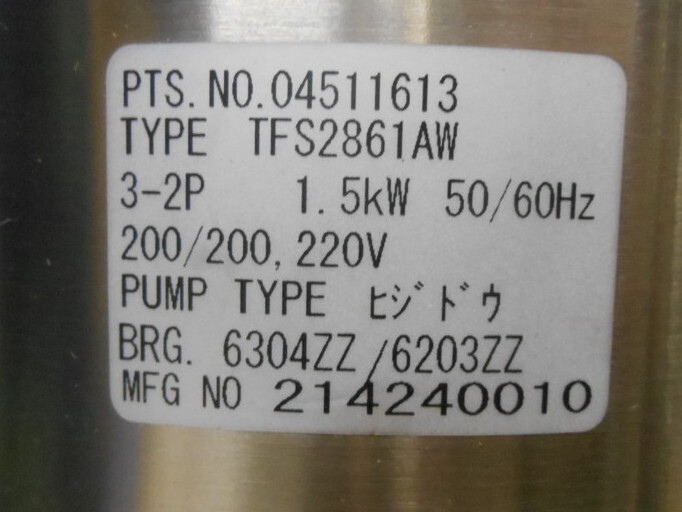 PTS. NO. 04511613
TYPE TFS2861AW
3-2P 1.5kW 50/60Hz
200/200, 220V
PUMP TYPE ﾋｼﾞﾄﾞｳ
BRG. 6304ZZ/6203ZZ
MFG NO 214240010